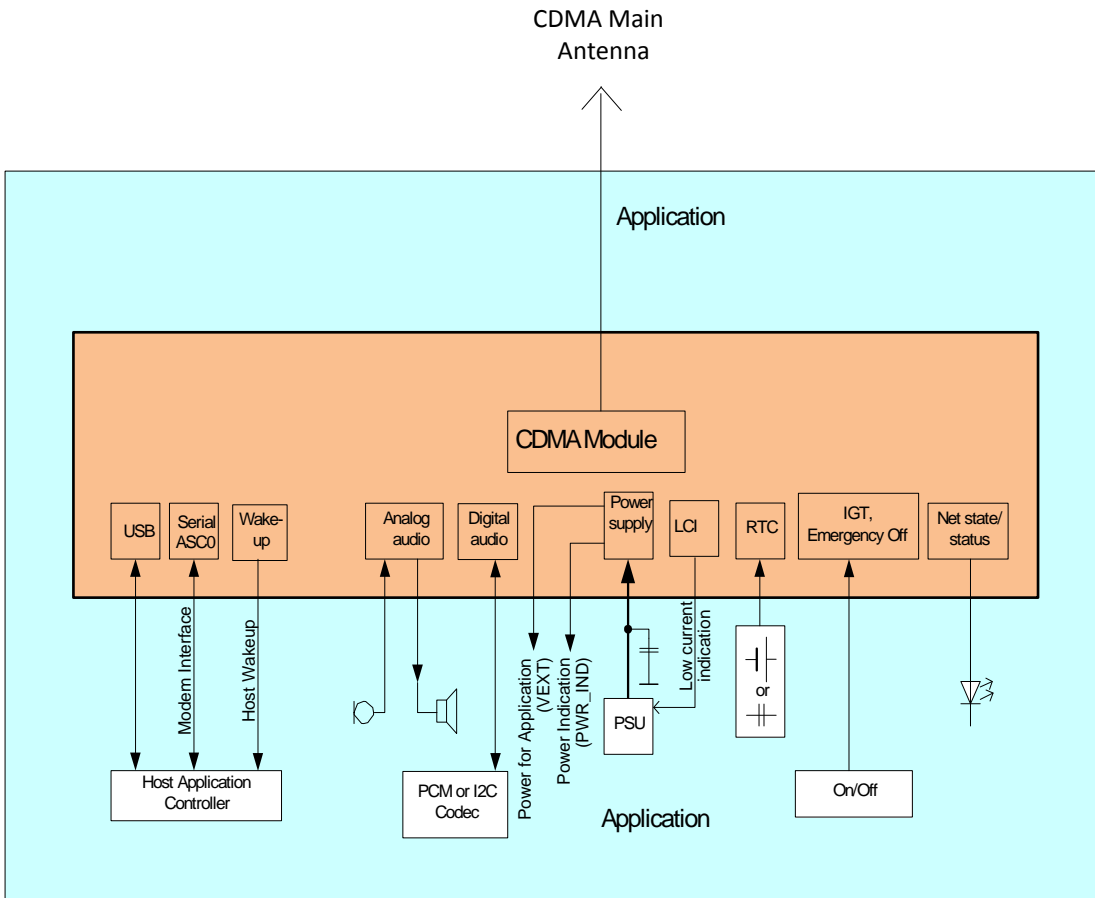 CDMA Main
Antenna
Application
CDMA Module
USB
Serial
ASC0
Wake-
up
Analog
audio
Digital
audio
Power
supply
LCI
RTC
IGT,
Emergency Off
Net state/
status
Modem Interface
Host Wakeup
Power for Application
(VEXT)
Power Indication
(PWR_IND)
Low current
indication
PSU
or
Host Application
Controller
PCM or I2C
Codec
On/Off
Application